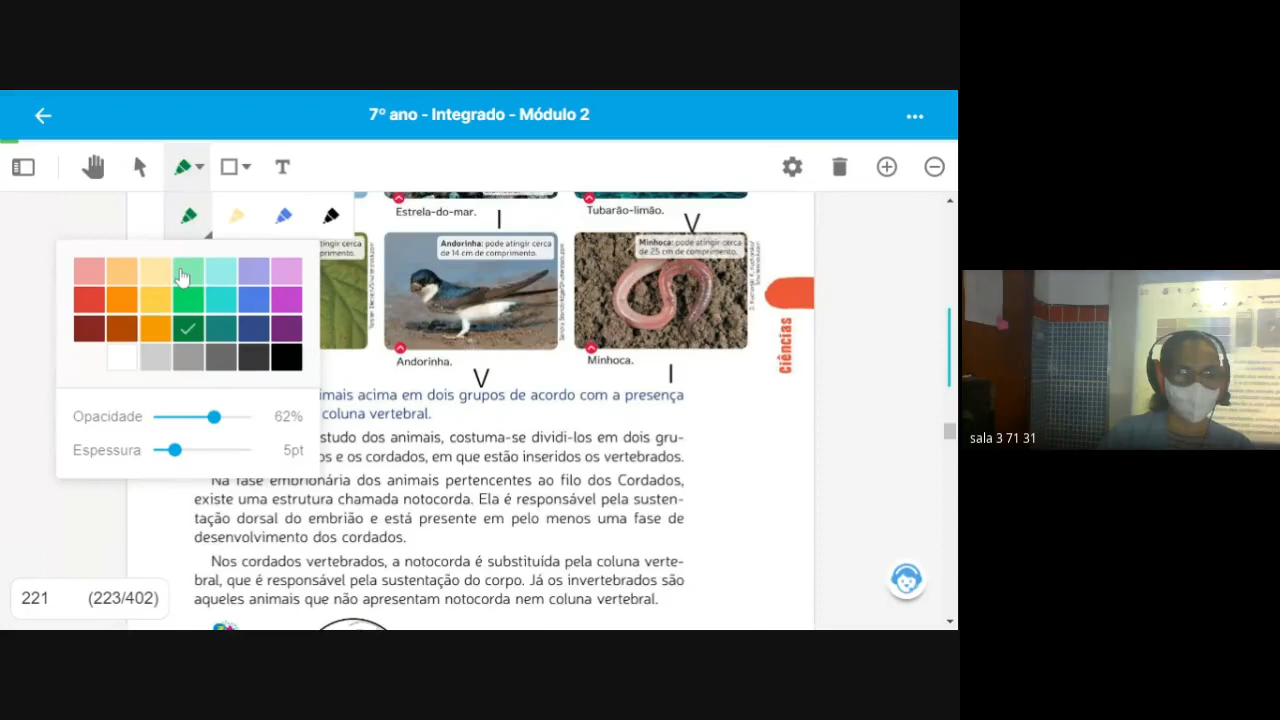 7º ano - Integrado - Módulo 2
Estrela-do-mar.
I
Tubarão-limão.
V
tingir cerca
primento.
Andorinha: pode atingir cerca
de 14 cm de comprimento.
Minhoca: pode atingir cerca
de 25 cm de comprimento.
Andorinha.
V
Minhoca.
I
ciências
Opacidade 62%
Espessura 5pt
imais acima em dois grupos de acordo com a presença
coluna vertebral.
studo dos animais, costuma-se dividi-los em dois gru-
os e os cordados, em que estão inseridos os vertebrados.
Na fase embrionária dos animais pertencentes ao filo dos Cordados,
existe uma estrutura chamada notocorda. Ela é responsável pela susten-
tação dorsal do embrião e está presente em pelo menos uma fase de
desenvolvimento dos cordados.
Nos cordados vertebrados, a notocorda é substituída pela coluna verte-
bral, que é responsável pela sustentação do corpo. Já os invertebrados são
aqueles animais que não apresentam notocorda nem coluna vertebral.
221 (223/402)
sala 3 71 31